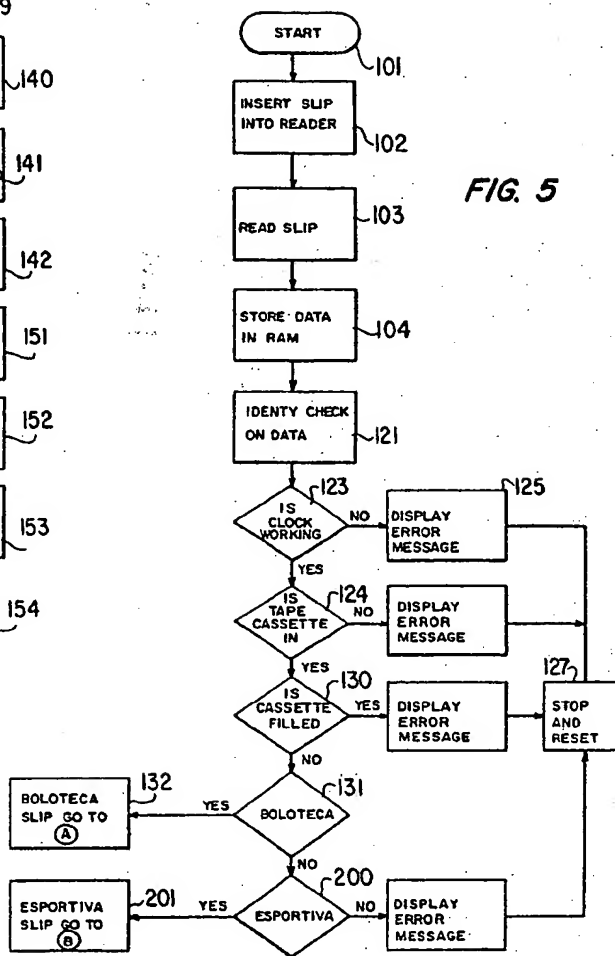 9
140
141
142
151
152
153
154
START
101
INSERT SLIP
INTO READER
102
FIG. 5
READ SLIP
103
STORE DATA
IN RAM
104
IDENTY CHECK
ON DATA
121
IS
CLOCK
WORKING
123
NO
DISPLAY
ERROR
MESSAGE
125
YES
IS
TAPE
CASSETTE
IN
124
NO
DISPLAY
ERROR
MESSAGE
YES
IS
CASSETTE
FILLED
130
YES
DISPLAY
ERROR
MESSAGE
127
STOP
AND
RESET
NO
BOLOTECA
SLIP GO TO
A
132
YES
BOLOTECA
131
NO
ESPORTIVA
SLIP GO TO
B
201
YES
ESPORTIVA
200
NO
DISPLAY
ERROR
MESSAGE